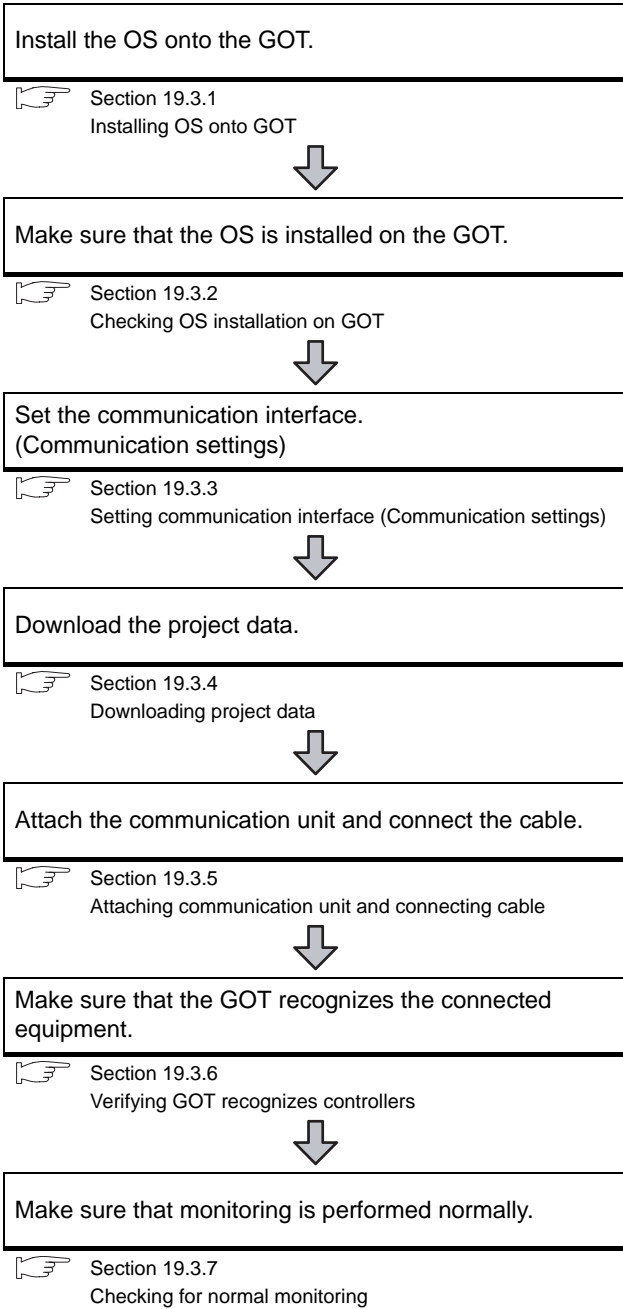 Install the OS onto the GOT.
Section 19.3.1
Installing OS onto GOT
Make sure that the OS is installed on the GOT.
Section 19.3.2
Checking OS installation on GOT
Set the communication interface.
(Communication settings)
Section 19.3.3
Setting communication interface (Communication settings)
Download the project data.
Section 19.3.4
Downloading project data
Attach the communication unit and connect the cable.
Section 19.3.5
Attaching communication unit and connecting cable
Make sure that the GOT recognizes the connected
equipment.
Section 19.3.6
Verifying GOT recognizes controllers
Make sure that monitoring is performed normally.
Section 19.3.7
Checking for normal monitoring